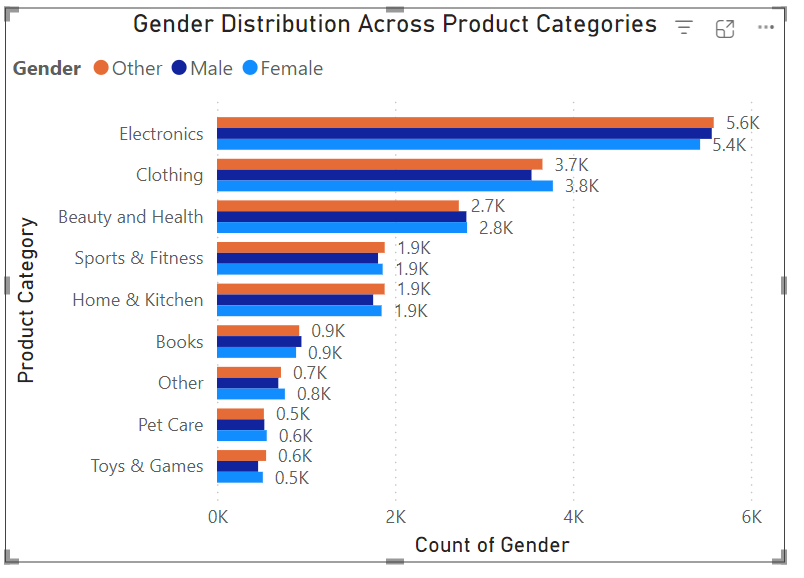 Gender Distribution Across Product Categories
Gender Other Male Female
Product Category
Electronics 5.6K
5.4K
Clothing 3.7K
3.8K
Beauty and Health 2.7K
2.8K
Sports & Fitness 1.9K
1.9K
Home & Kitchen 1.9K
1.9K
Books 0.9K
0.9K
Other 0.7K
0.8K
Pet Care 0.5K
0.6K
Toys & Games 0.6K
0.5K
0K 2K 4K 6K
Count of Gender